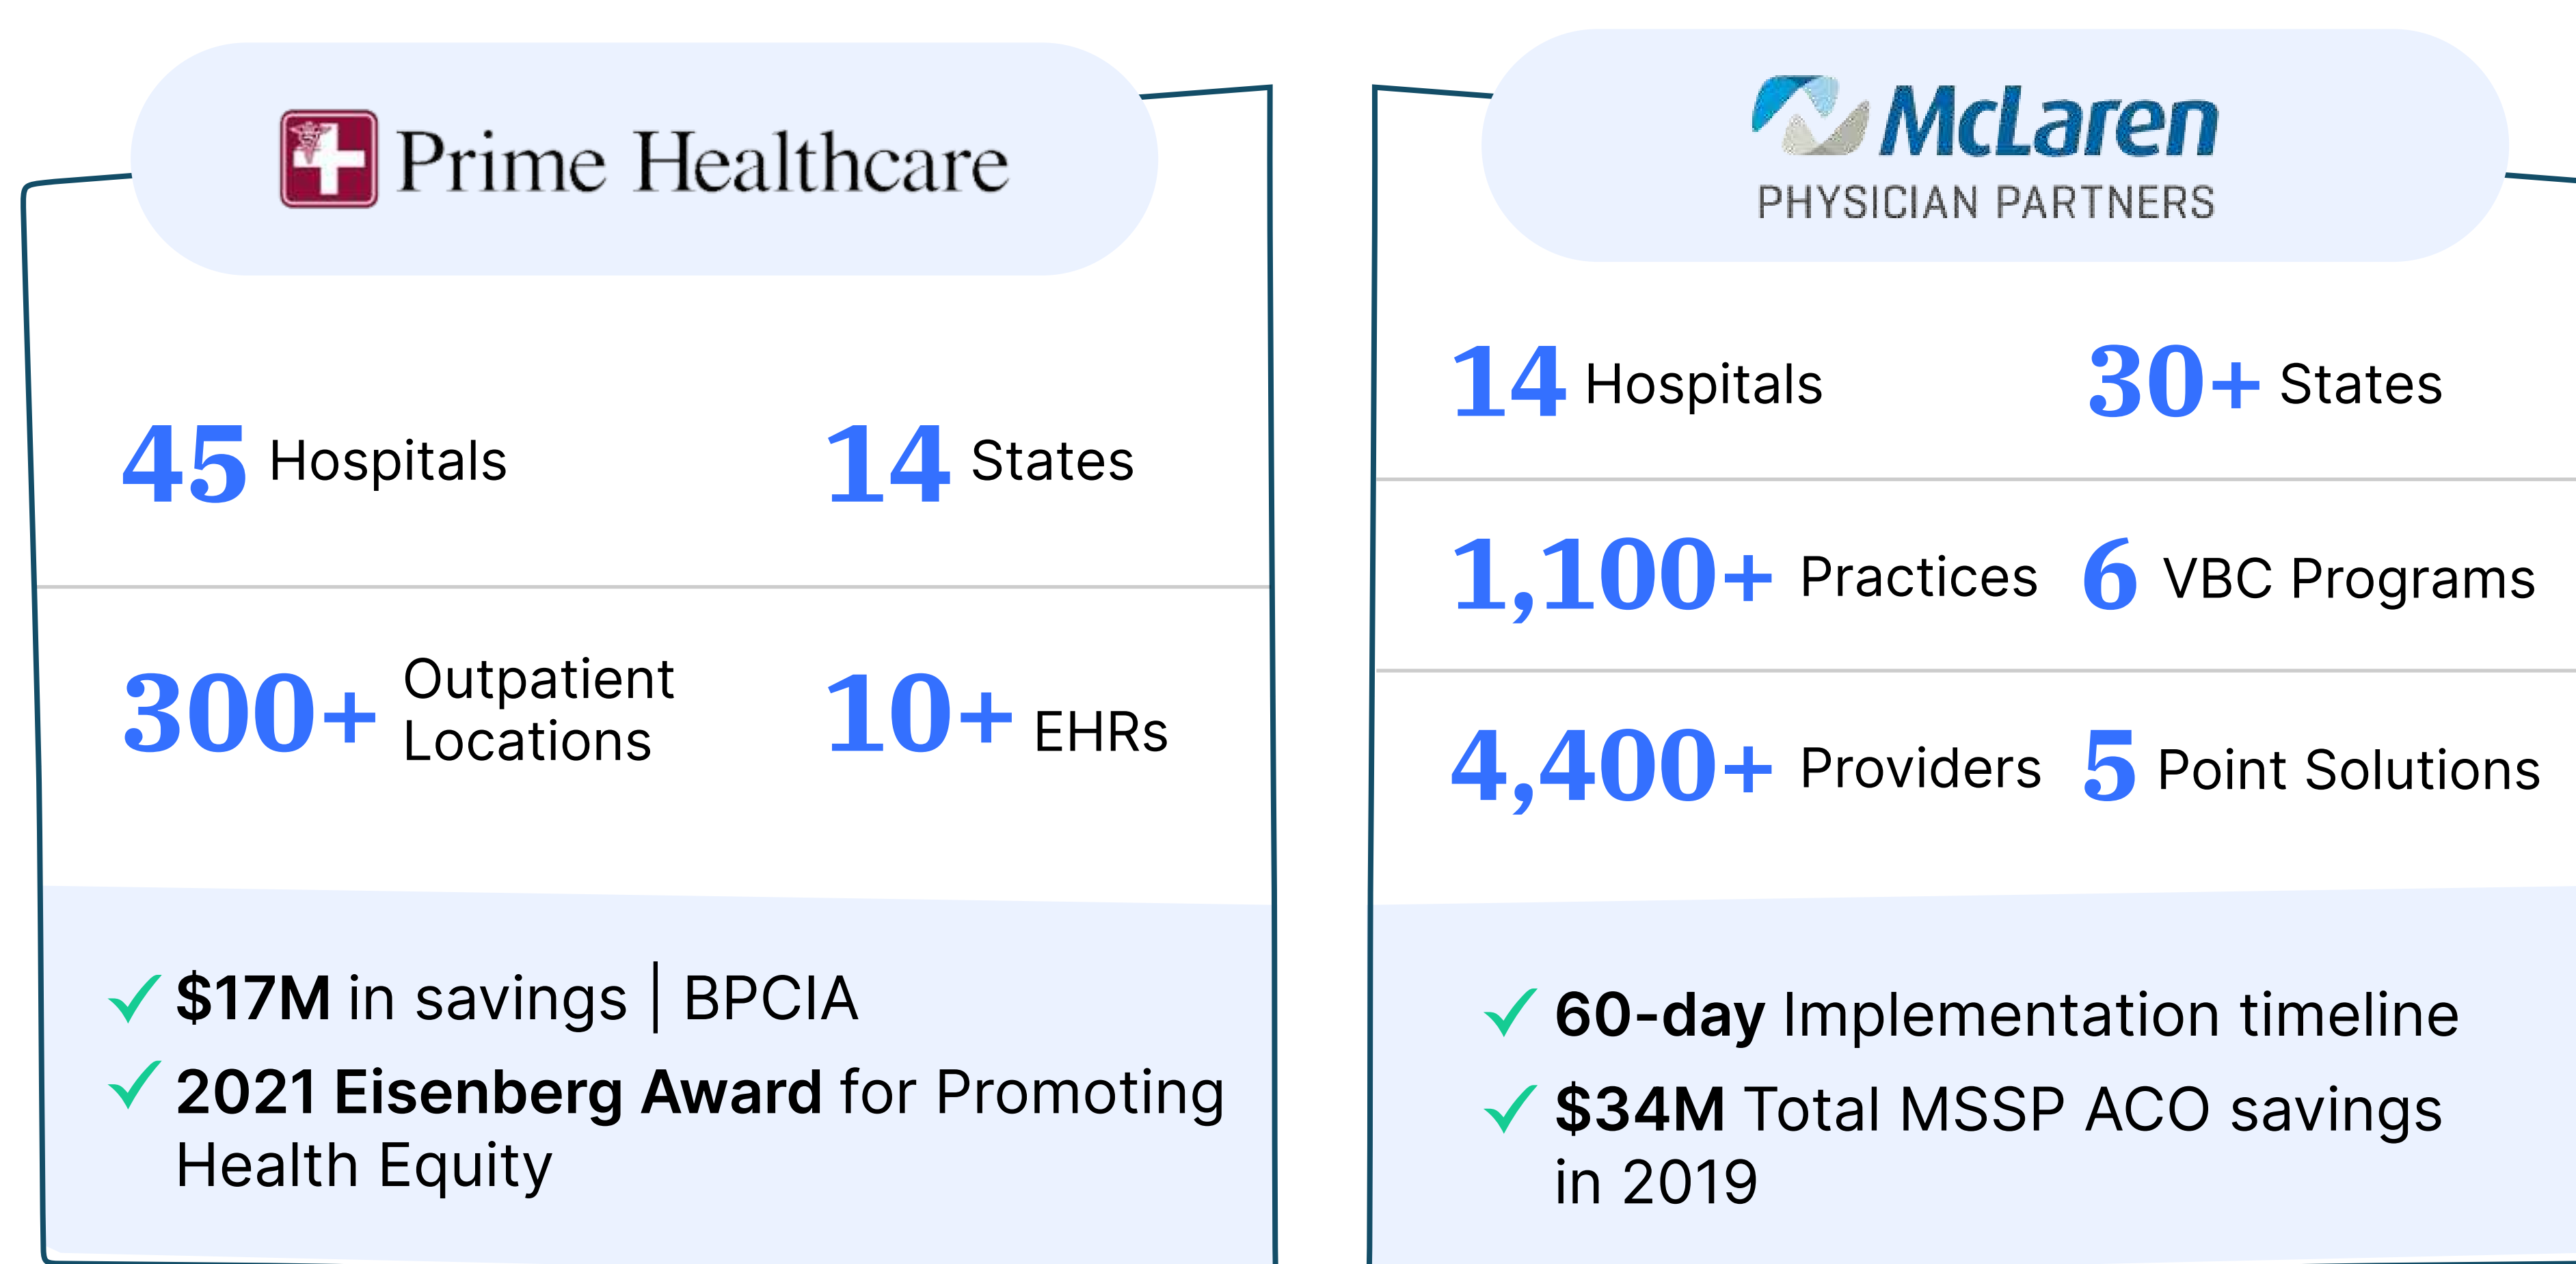 Prime Healthcare
45 Hospitals
14 States
300+ Outpatient
Locations
10+ EHRs
$17M in savings | BPCIA
2021 Eisenberg Award for Promoting
Health Equity
McLaren
PHYSICIAN PARTNERS
14 Hospitals
30+ States
1,100+ Practices
6 VBC Programs
4,400+ Providers
5 Point Solutions
60-day Implementation timeline
$34M Total MSSP ACO savings
in 2019